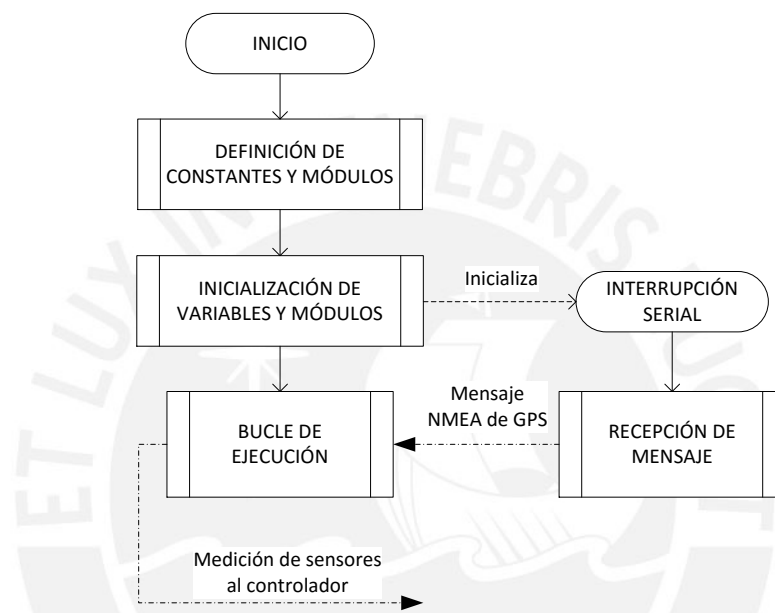 INICIO
DEFINICIÓN DE
CONSTANTES Y MÓDULOS
INICIALIZACIÓN DE
VARIABLES Y MÓDULOS
Inicializa
INTERRUPCIÓN
SERIAL
BUCLE DE
EJECUCIÓN
Mensaje
NMEA de GPS
RECEPCIÓN DE
MENSAJE
Medición de sensores
al controlador